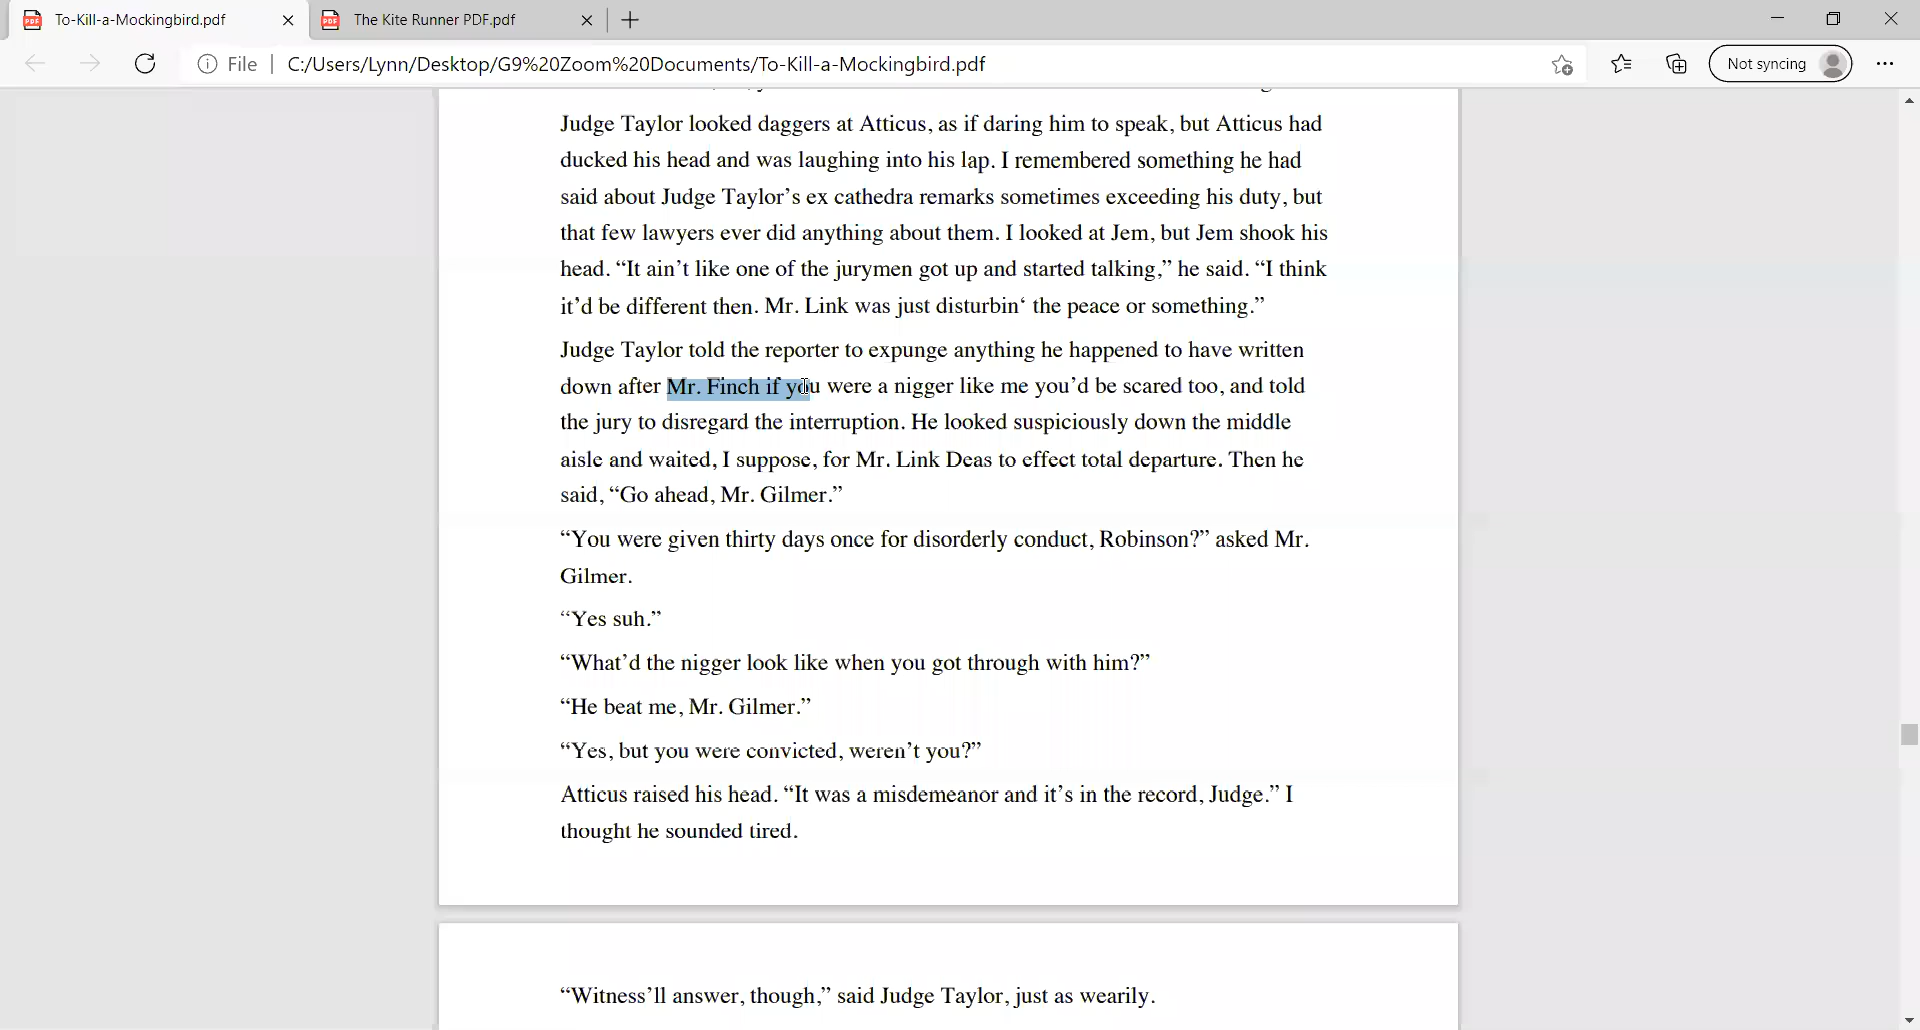 To-Kill-a-Mockingbird.pdf
The Kite Runner PDF.pdf
File
C:/Users/Lynn/Desktop/G9%20Zoom%20Documents/To-Kill-a-Mockingbird.pdf
Not syncing
Judge Taylor looked daggers at Atticus, as if daring him to speak, but Atticus had
ducked his head and was laughing into his lap. I remembered something he had
said about Judge Taylor’s ex cathedra remarks sometimes exceeding his duty, but
that few lawyers ever did anything about them. I looked at Jem, but Jem shook his
head. “It ain’t like one of the jurymen got up and started talking,” he said. “I think
it’d be different then. Mr. Link was just disturbin‘ the peace or something.”
Judge Taylor told the reporter to expunge anything he happened to have written
down after Mr. Finch if you were a nigger like me you’d be scared too, and told
the jury to disregard the interruption. He looked suspiciously down the middle
aisle and waited, I suppose, for Mr. Link Deas to effect total departure. Then he
said, “Go ahead, Mr. Gilmer.”
“You were given thirty days once for disorderly conduct, Robinson?” asked Mr.
Gilmer.
“Yes suh.”
“What’d the nigger look like when you got through with him?”
“He beat me, Mr. Gilmer.”
“Yes, but you were convicted, weren’t you?”
Atticus raised his head. “It was a misdemeanor and it’s in the record, Judge.” I
thought he sounded tired.
“Witness’ll answer, though,” said Judge Taylor, just as wearily.